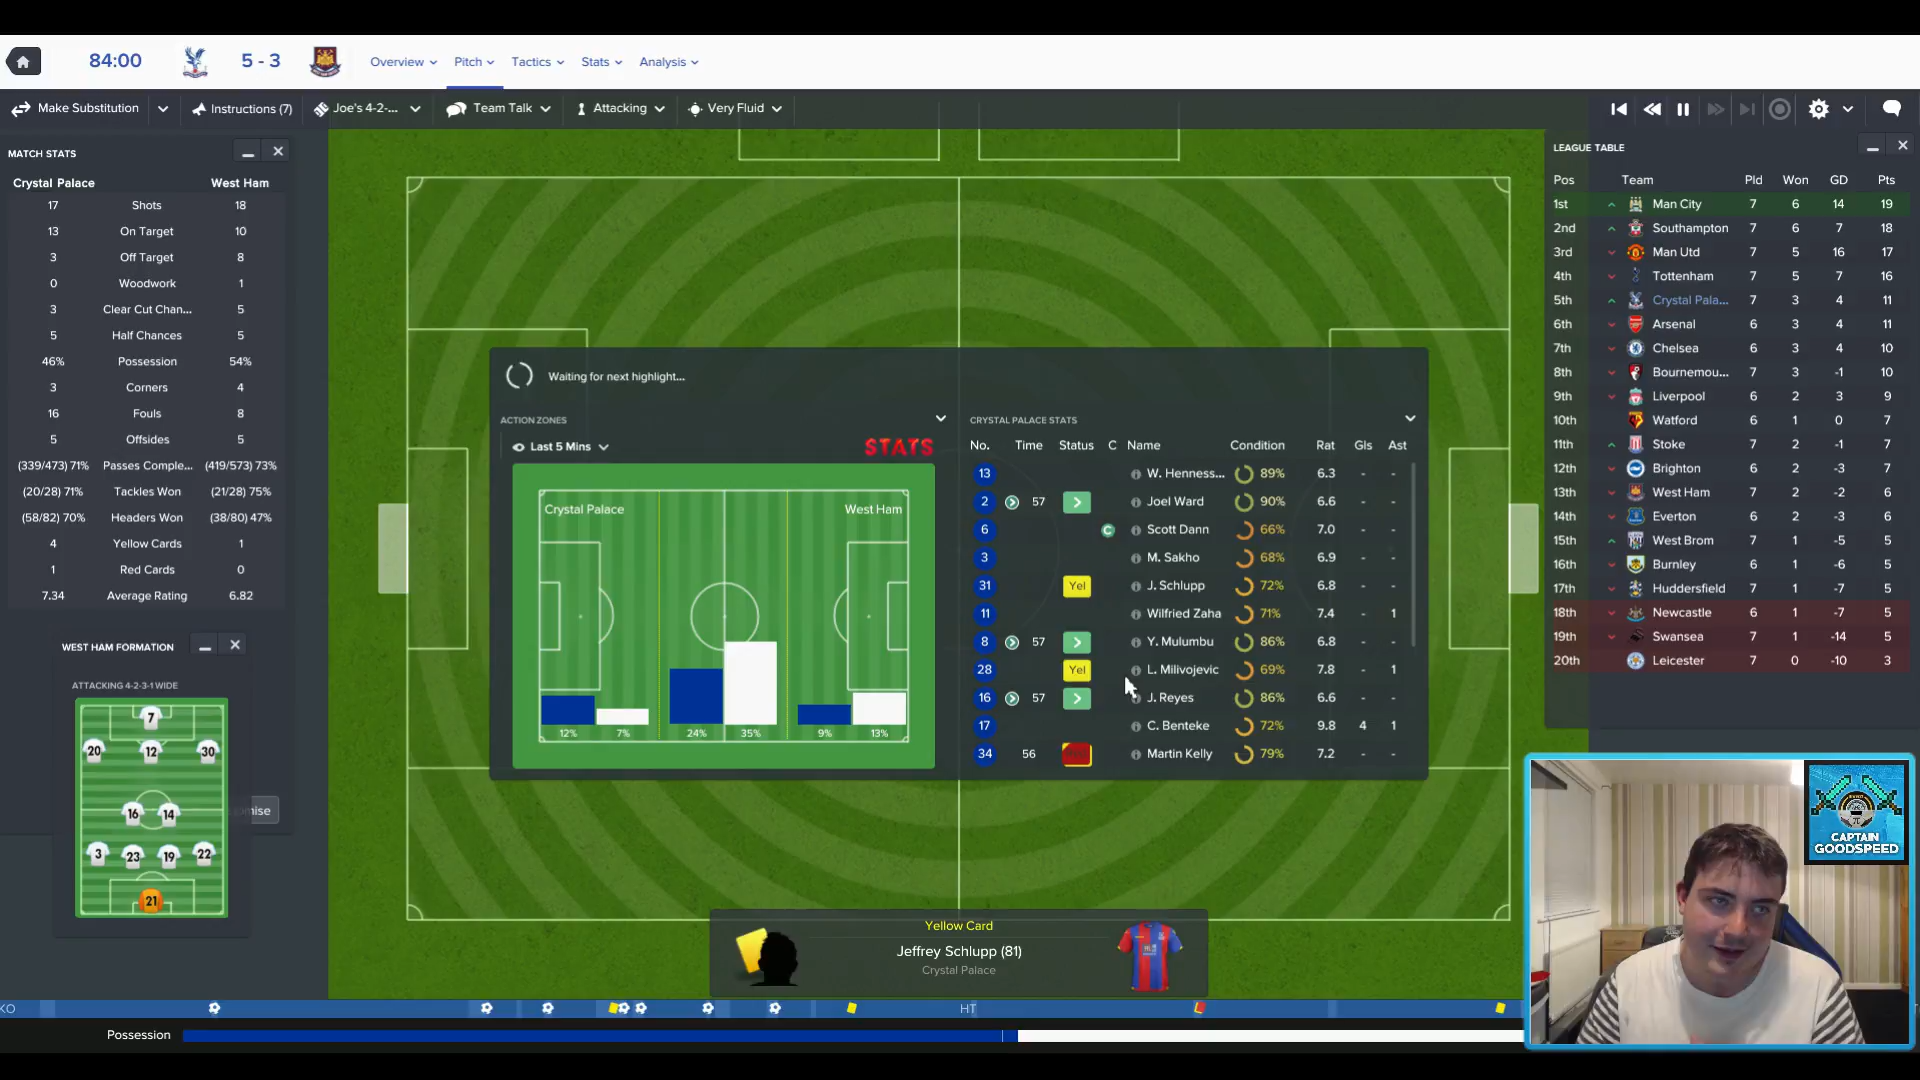 84:00 5 - 3 Overview Pitch Tactics Stats Analysis
Make Substitution Instructions (7) Joe's 4-2-... Team Talk Attacking Very Fluid
MATCH STATS
Crystal Palace West Ham
17 Shots 18
13 On Target 10
3 Off Target 8
0 Woodwork 1
3 Clear Cut Chan... 5
5 Half Chances 5
46% Possession 54%
3 Corners 4
16 Fouls 8
5 Offsides 5
(339/473) 71% Passes Comple... (419/573) 73%
(20/28) 71% Tackles Won (21/28) 75%
(58/82) 70% Headers Won (38/80) 47%
4 Yellow Cards 1
1 Red Cards 0
7.34 Average Rating 6.82
WEST HAM FORMATION
ATTACKING 4-2-3-1 WIDE
7
20 12 30
16 14
3 23 19 22
21
Waiting for next highlight...
ACTION ZONES
Last 5 Mins STATS
Crystal Palace West Ham
12% 7% 24% 35% 9% 13%
CRYSTAL PALACE STATS
No. Time Status C Name Condition Rat Gls Ast
13 W. Henness... 89% 6.3 - -
2 57 Joel Ward 90% 6.6 - -
6 C Scott Dann 66% 7.0 - -
3 M. Sakho 68% 6.9 - -
31 Yel J. Schlupp 72% 6.8 - -
11 Wilfried Zaha 71% 7.4 - 1
8 57 Y. Mulumbu 86% 6.8 - -
28 Yel L. Milivojevic 69% 7.8 - 1
16 57 J. Reyes 86% 6.6 - -
17 C. Benteke 72% 9.8 4 1
34 56 Martin Kelly 79% 7.2 - -
LEAGUE TABLE
Pos Team Pld Won GD Pts
1st Man City 7 6 14 19
2nd Southampton 7 6 7 18
3rd Man Utd 7 5 16 17
4th Tottenham 7 5 7 16
5th Crystal Pala... 7 3 4 11
6th Arsenal 6 3 4 11
7th Chelsea 6 3 4 10
8th Bournemou... 7 3 -1 10
9th Liverpool 6 2 3 9
10th Watford 6 1 0 7
11th Stoke 7 2 -1 7
12th Brighton 6 2 -3 7
13th West Ham 7 2 -2 6
14th Everton 6 2 -3 6
15th West Brom 7 1 -5 5
16th Burnley 6 1 -6 5
17th Huddersfield 7 1 -7 5
18th Newcastle 6 1 -7 5
19th Swansea 7 1 -14 5
20th Leicester 7 0 -10 3
Yellow Card
Jeffrey Schlupp (81)
Crystal Palace
KO HT
Possession
CAPTAIN
GOODSPEED